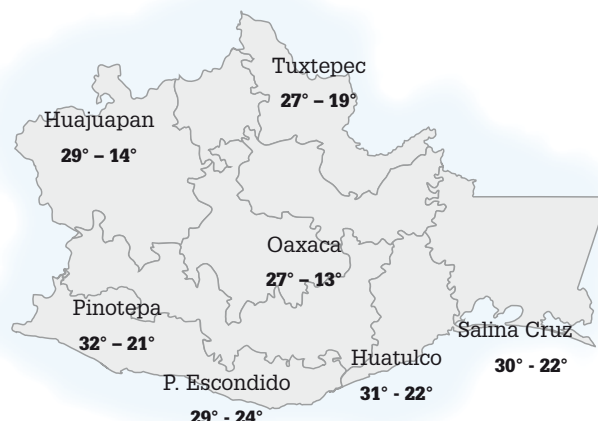 Tuxtepec
27° – 19°
Huajuapan
29° – 14°
Oaxaca
27° – 13°
Pinotepa
32° – 21°
Salina Cruz
30° - 22°
Huatulco
31° - 22°
P. Escondido
29° - 24°